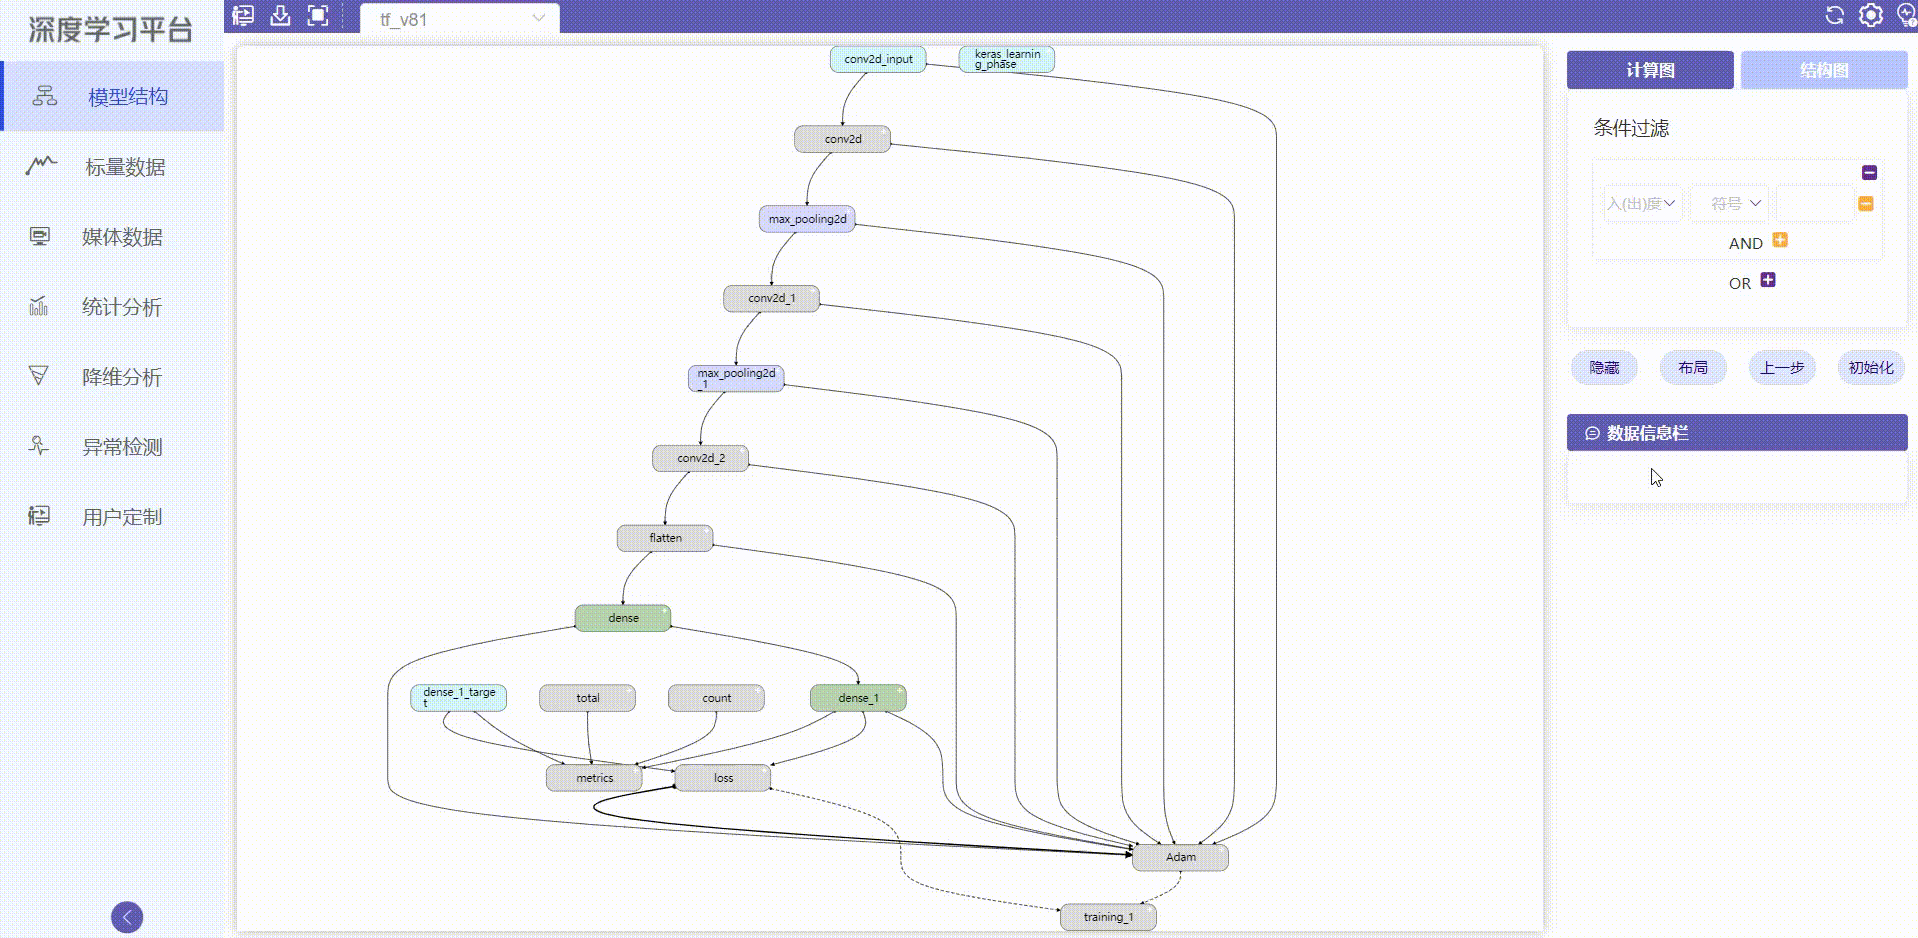 深度学习平台
tf_v81
模型结构
标量数据
媒体数据
统计分析
降维分析
异常检测
用户定制
conv2d_input
keras_learnin
g_phase
conv2d
max_pooling2d
conv2d_1
max_pooling2d
_1
conv2d_2
flatten
dense
dense_1_targe
t
total
count
dense_1
metrics
loss
Adam
training_1
计算图
结构图
条件过滤
入(出)度
符号
AND
OR
隐藏
布局
上一步
初始化
数据信息栏